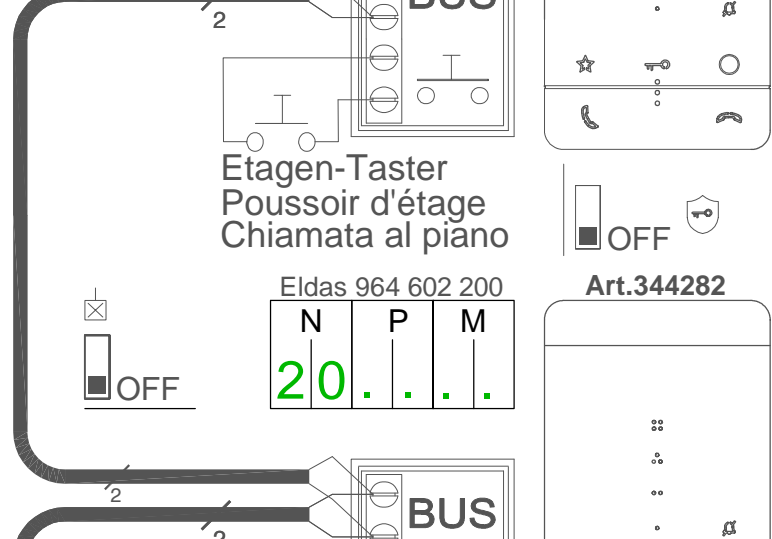 BUS
2
Etagen-Taster
Poussoir d'étage
Chiamata al piano
OFF
Eldas 964 602 200
Art.344282
N P M
20. . . .
OFF
2
BUS
2